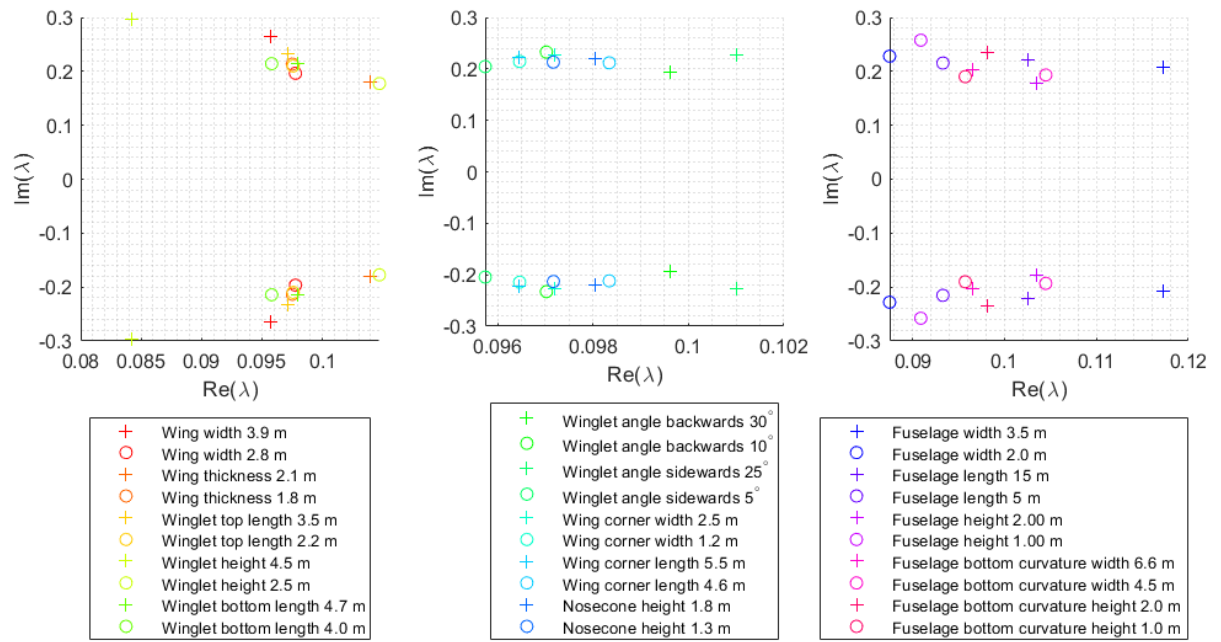 0.3
0.2
0.1
0
-0.1
-0.2
-0.3
Im(λ)
0.08
0.085
0.09
0.095
0.1
Re(λ)
Wing width 3.9 m
Wing width 2.8 m
Wing thickness 2.1 m
Wing thickness 1.8 m
Winglet top length 3.5 m
Winglet top length 2.2 m
Winglet height 4.5 m
Winglet height 2.5 m
Winglet bottom length 4.7 m
Winglet bottom length 4.0 m
0.3
0.2
0.1
0
-0.1
-0.2
-0.3
Im(λ)
0.096
0.098
0.1
0.102
Re(λ)
Winglet angle backwards 30°
Winglet angle backwards 10°
Winglet angle sidewards 25°
Winglet angle sidewards 5°
Wing corner width 2.5 m
Wing corner width 1.2 m
Wing corner length 5.5 m
Wing corner length 4.6 m
Nosecone height 1.8 m
Nosecone height 1.3 m
0.3
0.2
0.1
0
-0.1
-0.2
-0.3
Im(λ)
0.09
0.1
0.11
0.12
Re(λ)
Fuselage width 3.5 m
Fuselage width 2.0 m
Fuselage length 15 m
Fuselage length 5 m
Fuselage height 2.00 m
Fuselage height 1.00 m
Fuselage bottom curvature width 6.6 m
Fuselage bottom curvature width 4.5 m
Fuselage bottom curvature height 2.0 m
Fuselage bottom curvature height 1.0 m